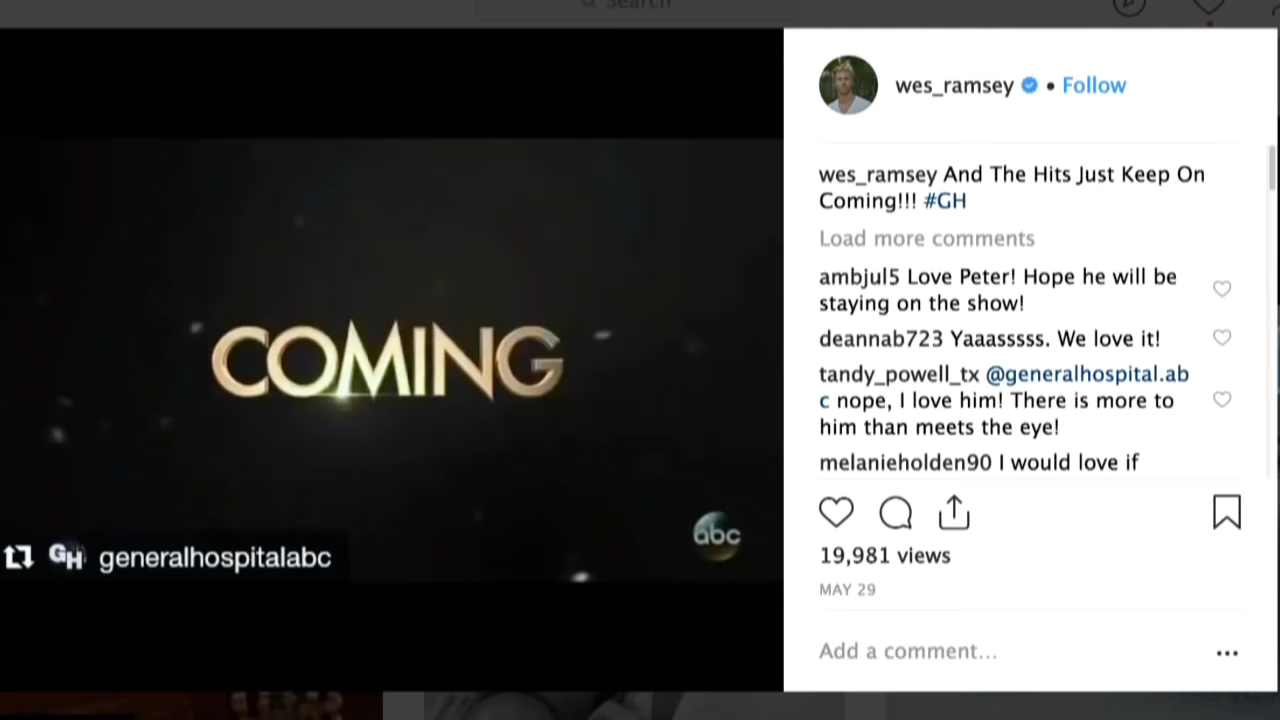 Search
wes_ramsey • Follow
wes_ramsey And The Hits Just Keep On
Coming!!! #GH
Load more comments
ambjul5 Love Peter! Hope he will be
staying on the show!
deannab723 Yaaasssss. We love it!
tandy_powell_tx @generalhospital.ab
c nope, I love him! There is more to
him than meets the eye!
melanieholden90 I would love if
COMING
abc
GH generalhospitalabc
19,981 views
MAY 29
Add a comment...